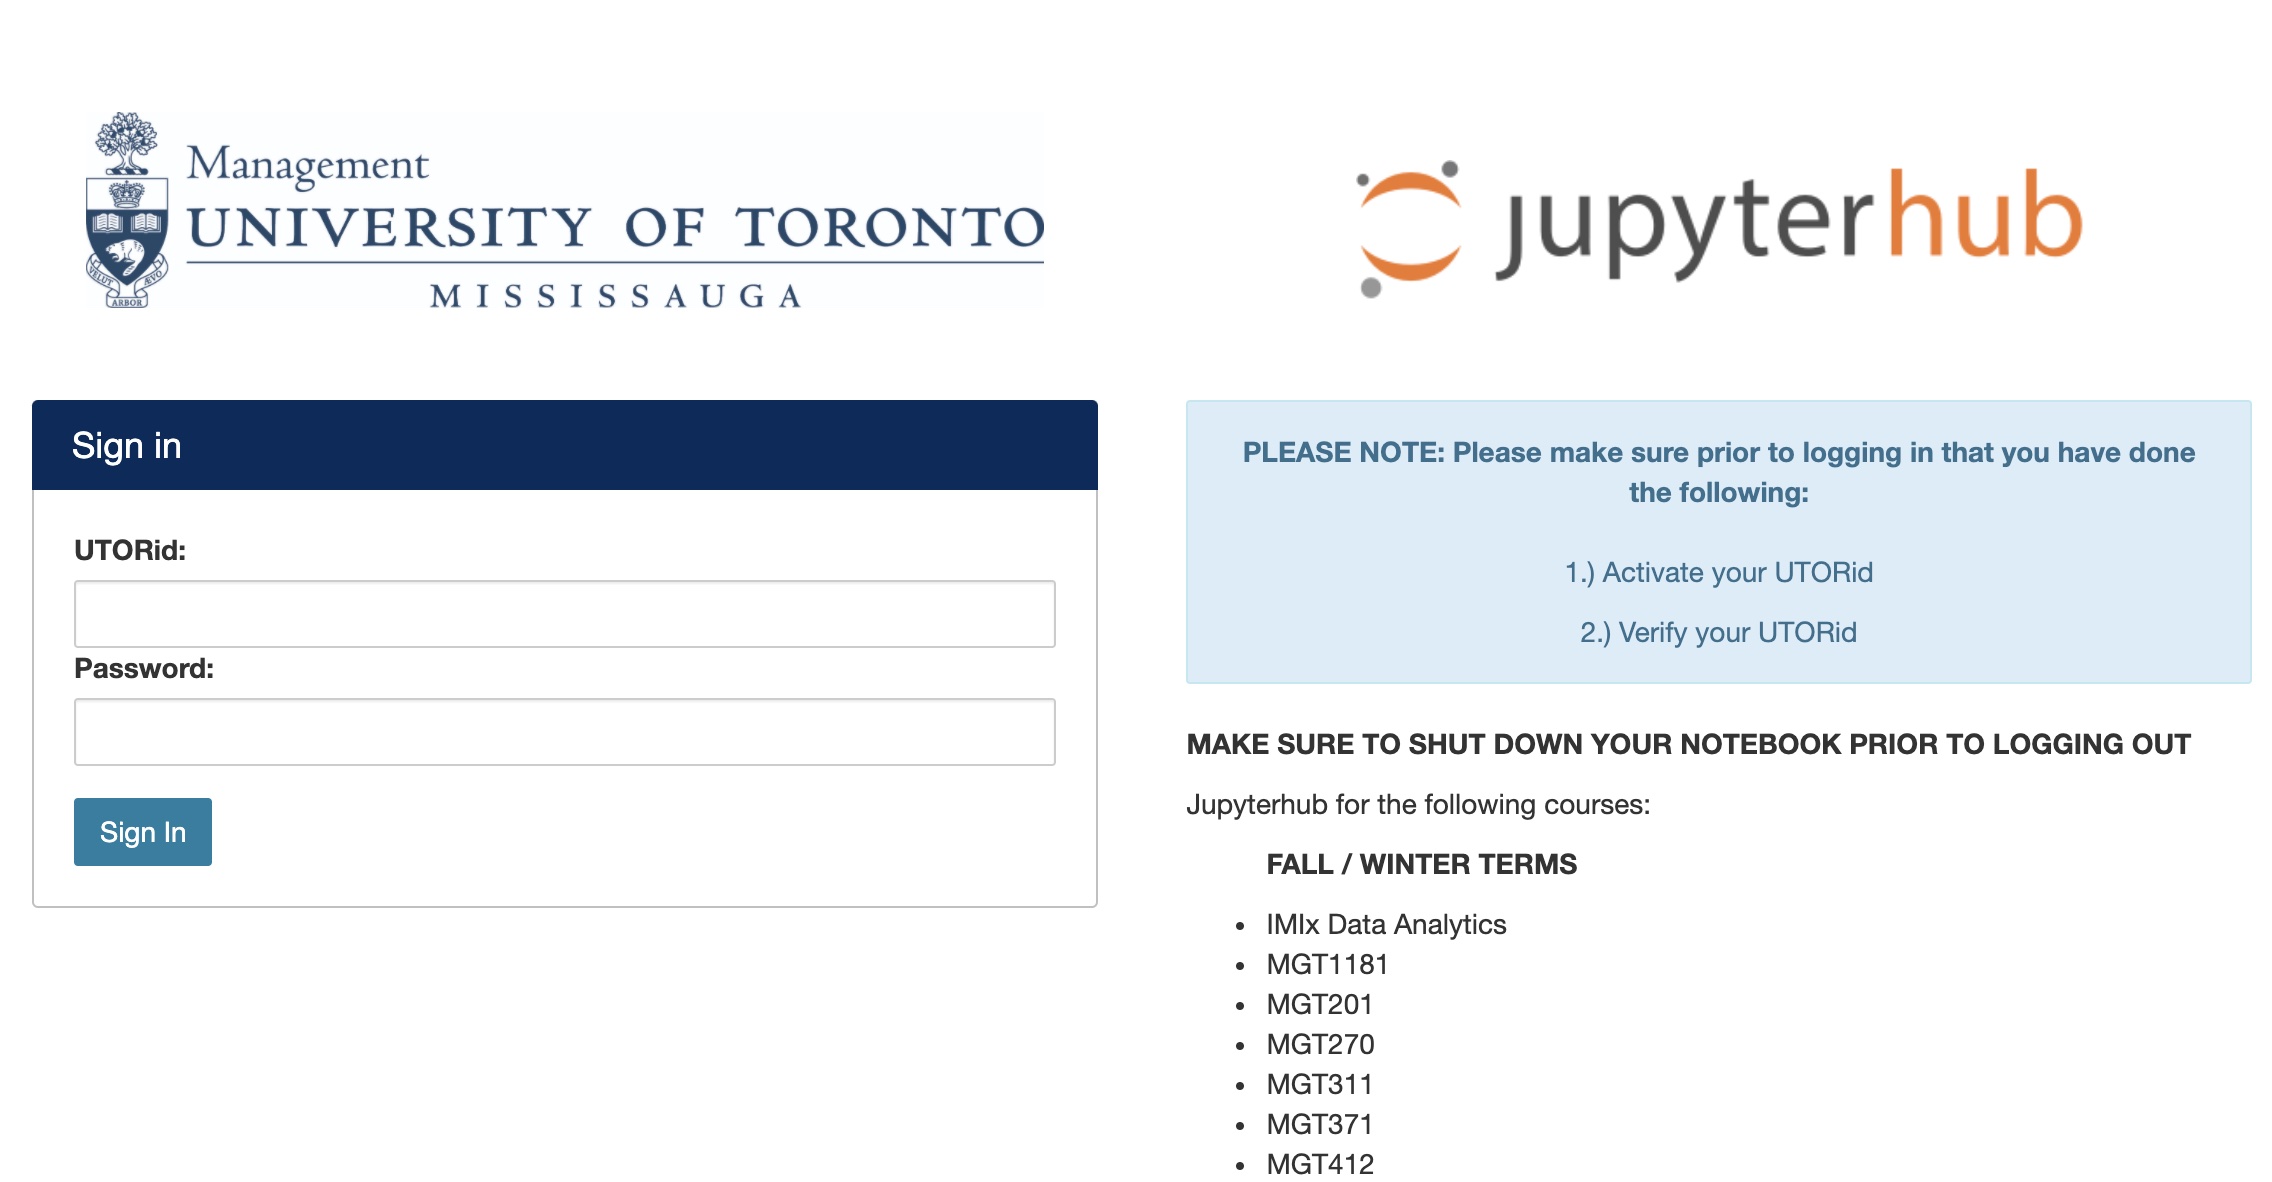 Management
UNIVERSITY OF TORONTO
MISSISSAUGA
VELUT ÆVO
ARBOR
jupyterhub
Sign in
UTORid:
Password:
Sign In
PLEASE NOTE: Please make sure prior to logging in that you have done
the following:
1.) Activate your UTORid
2.) Verify your UTORid
MAKE SURE TO SHUT DOWN YOUR NOTEBOOK PRIOR TO LOGGING OUT
Jupyterhub for the following courses:
FALL / WINTER TERMS
• IMIx Data Analytics
• MGT1181
• MGT201
• MGT270
• MGT311
• MGT371
• MGT412